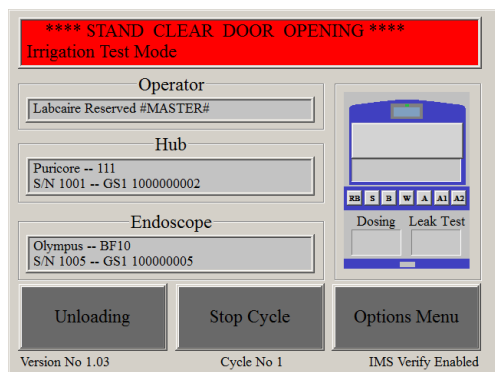 **** STAND CLEAR DOOR OPENING ****
Irrigation Test Mode
Operator
Labcaire Reserved #MASTER#
Hub
Puricore -- 111
S/N 1001 -- GS1 1000000002
Endoscope
Olympus -- BF10
S/N 1005 -- GS1 100000005
RB S B W A A1 A2
Dosing Leak Test
Unloading
Stop Cycle
Options Menu
Version No 1.03
Cycle No 1
IMS Verify Enabled